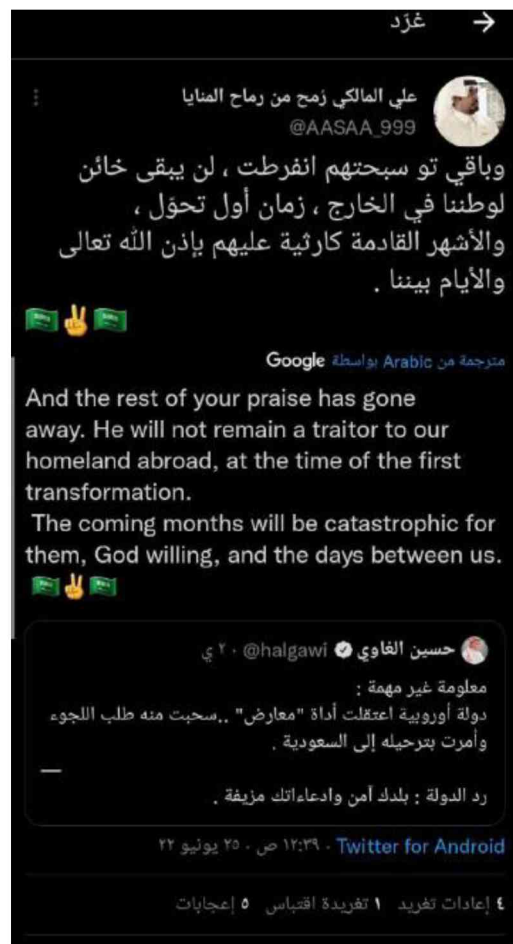 غرّد
علي المالكي رمح من رماح المنايا
@AASAA_999
وباقي تو سبحتهم انفرطت ، لن يبقى خائن
لوطننا في الخارج ، زمان أول تحوّل ،
والأشهر القادمة كارثية عليهم بإذن الله تعالى
والأيام بيننا .
🇸🇦✌️🇸🇦
مترجمة من Arabic بواسطة Google
And the rest of your praise has gone
away. He will not remain a traitor to our
homeland abroad, at the time of the first
transformation.
The coming months will be catastrophic for
them, God willing, and the days between us.
🇸🇦✌️🇸🇦
حسين الغاوي @halgawi · ٢٠ ي
معلومة غير مهمة :
دولة أوروبية اعتقلت أداة "معارض" ..سحبت منه طلب اللجوء
وأمرت بترحيله إلى السعودية .
—
رد الدولة : بلدك آمن وادعاءاتك مزيفة .
١٢:٣٩ ص · ٢٥ يونيو ٢٢ · Twitter for Android
٤ إعادات تغريد ١ تغريدة اقتباس ٥ إعجابات